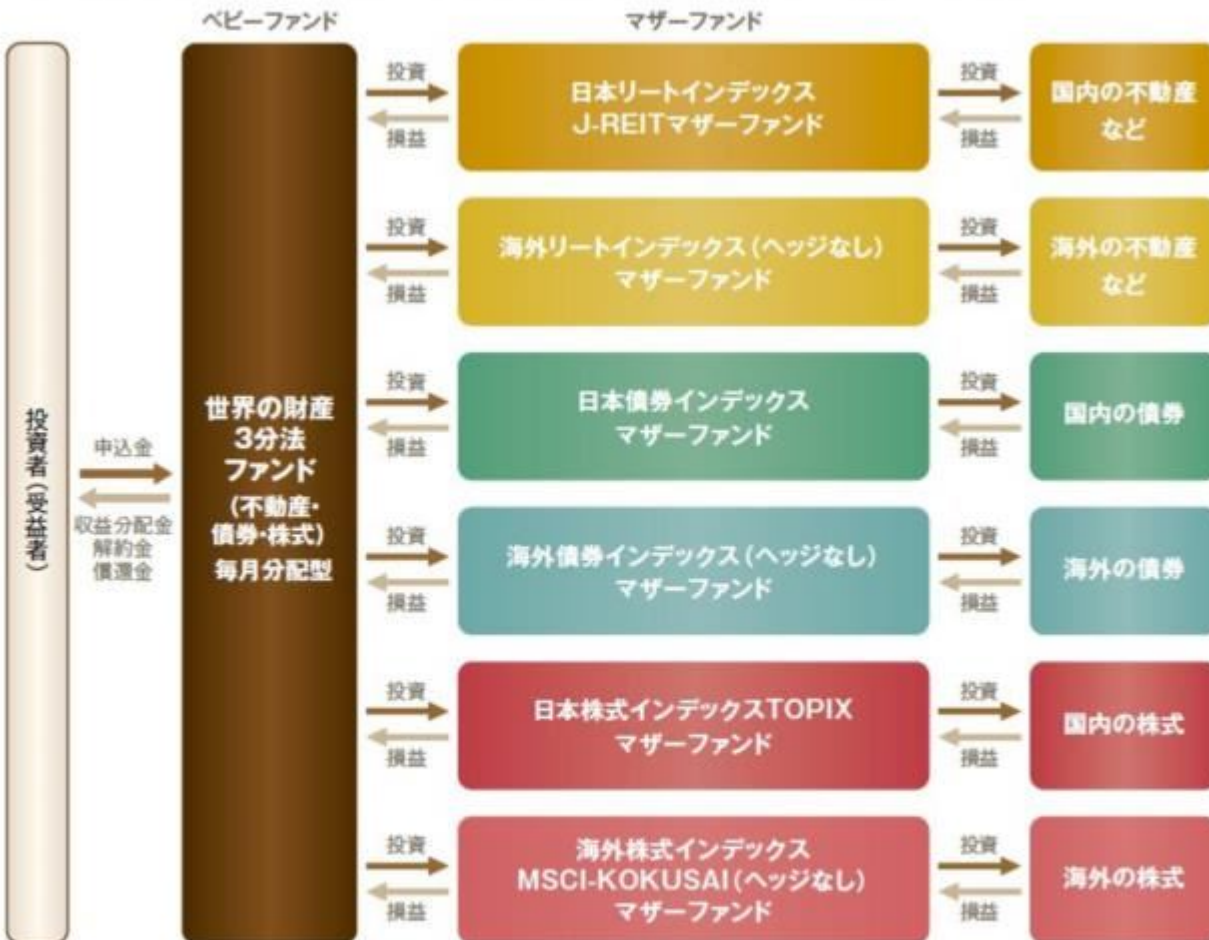 ベビーファンド
マザーファンド
投資者(受益者)
申込金
収益分配金
解約金
償還金
世界の財産
3分法
ファンド
(不動産・
債券・株式)
毎月分配型
投資
損益
日本リートインデックス
J-REITマザーファンド
投資
損益
国内の不動産
など
投資
損益
海外リートインデックス(ヘッジなし)
マザーファンド
投資
損益
海外の不動産
など
投資
損益
日本債券インデックス
マザーファンド
投資
損益
国内の債券
投資
損益
海外債券インデックス(ヘッジなし)
マザーファンド
投資
損益
海外の債券
投資
損益
日本株式インデックスTOPIX
マザーファンド
投資
損益
国内の株式
投資
損益
海外株式インデックス
MSCI-KOKUSAI(ヘッジなし)
マザーファンド
投資
損益
海外の株式